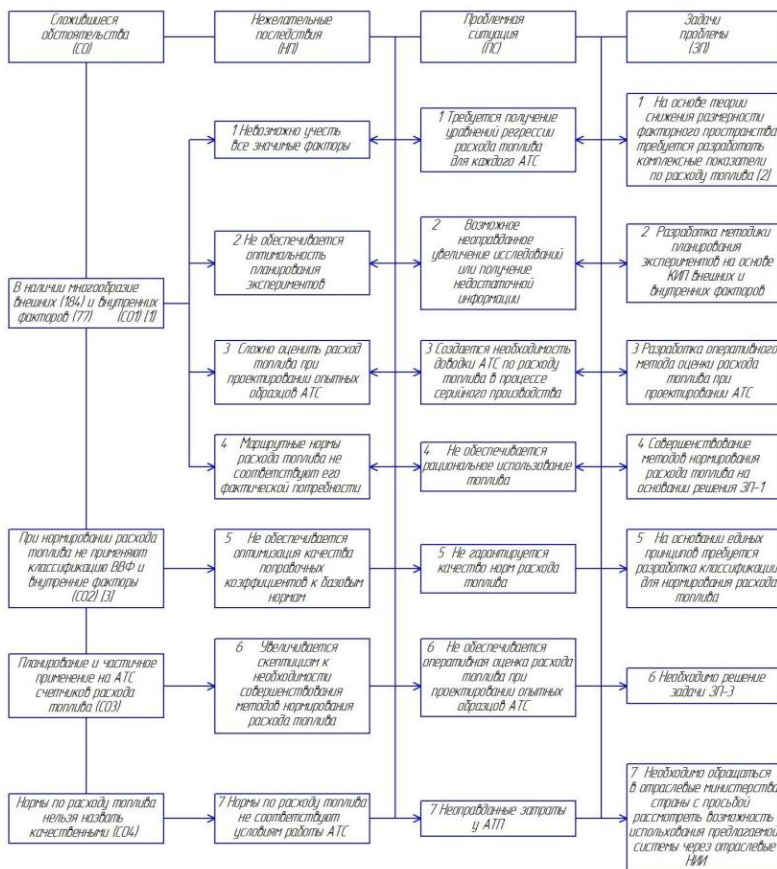 Сложившиеся
обстоятельства
(СО)
Нежелательные
последствия
(НП)
Проблемная
ситуация
(ПС)
Задачи
проблемы
(ЗП)
1 Невозможно учесть
все значимые факторы
1 Требуется получение
уравнений регрессии
расхода топлива
для каждого АТС
1 На основе теории
снижения размерности
факторного пространства
требуется разработать
комплексные показатели
по расходу топлива [2]
В наличии многообразие
внешних (184) и внутренних
факторов (77) (СО1) [1]
2 Не обеспечивается
оптимальность
планирования
экспериментов
2 Возможное
неоправданное
увеличение исследований
или получение
недостаточной
информации
2 Разработка методики
планирования
экспериментов на основе
КИП внешних и
внутренних факторов
3 Сложно оценить расход
топлива при
проектировании опытных
образцов АТС
3 Создается необходимость
доводки АТС по расходу
топлива в процессе
серийного производства
3 Разработка оперативного
метода оценки расхода
топлива при
проектировании АТС
4 Маршрутные нормы
расхода топлива не
соответствуют его
фактической потребности
4 Не обеспечивается
рациональное использование
топлива
4 Совершенствование
методов нормирования
расхода топлива на
основании решения ЗП-1
При нормировании расхода
топлива не применяют
классификацию ВВФ и
внутренние факторы
(СО2) [3]
5 Не обеспечивается
оптимизация качества
поправочных
коэффициентов к базовым
нормам
5 Не гарантируется
качество норм расхода
топлива
5 На основании единых
принципов требуется
разработка классификации
для нормирования расхода
топлива
Планирование и частичное
применение на АТС
счетчиков расхода
топлива (СО3)
6 Увеличивается
скептицизм к
необходимости
совершенствования
методов нормирования
расхода топлива
6 Не обеспечивается
оперативная оценка расхода
топлива при
проектировании опытных
образцов АТС
6 Необходимо решение
задачи ЗП-3
Нормы по расходу топлива
нельзя назвать
качественными (СО4)
7 Нормы по расходу топлива
не соответствуют
условиям работы АТС
7 Неоправданные затраты
у АТП
7 Необходимо обращаться
в отраслевые министерства
страны с просьбой
рассмотреть возможность
испольхования предлагаемой
системы через отраслевые
НИИ